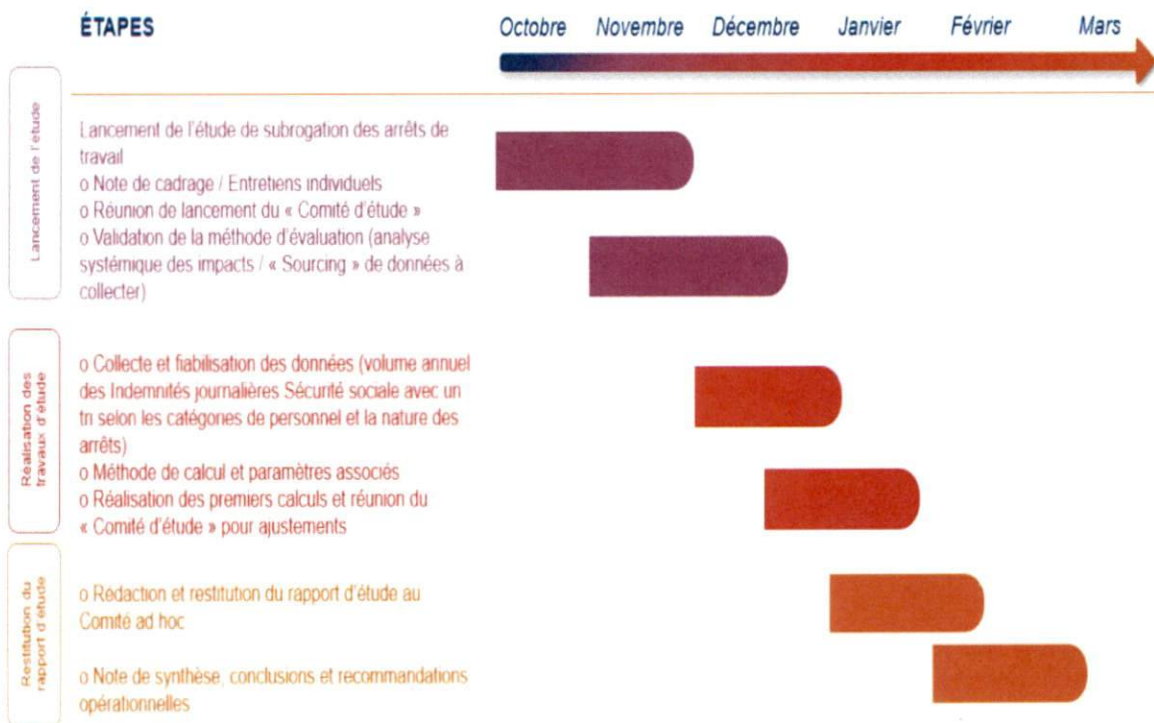 ÉTAPES
Octobre Novembre Décembre Janvier Février Mars
Lancement de l'étude
Lancement de l'étude de subrogation des arrêts de
travail
o Note de cadrage / Entretiens individuels
o Réunion de lancement du « Comité d'étude »
o Validation de la méthode d'évaluation (analyse
systémique des impacts / « Sourcing » de données à
collecter)
Réalisation des
travaux d'étude
o Collecte et fiabilisation des données (volume annuel
des Indemnités journalières Sécurité sociale avec un
tri selon les catégories de personnel et la nature des
arrêts)
o Méthode de calcul et paramètres associés
o Réalisation des premiers calculs et réunion du
« Comité d'étude » pour ajustements
Restitution du
rapport d'étude
o Rédaction et restitution du rapport d'étude au
Comité ad hoc
o Note de synthèse, conclusions et recommandations
opérationnelles